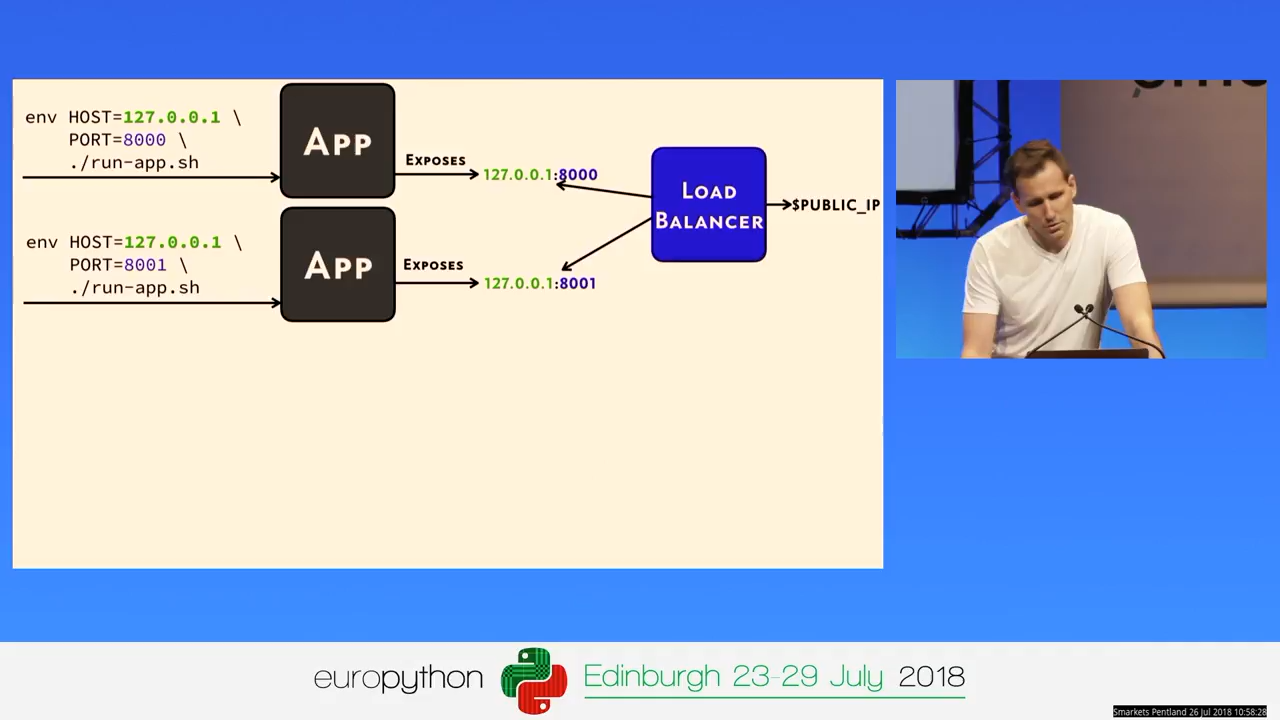 env HOST=127.0.0.1 \
PORT=8000 \
./run-app.sh
App
Exposes
127.0.0.1:8000
Load
Balancer
$PUBLIC_IP
env HOST=127.0.0.1 \
PORT=8001 \
./run-app.sh
App
Exposes
127.0.0.1:8001
europython
Edinburgh 23-29 July 2018
Smarkets Pentland 26 Jul 2018 10:58:28